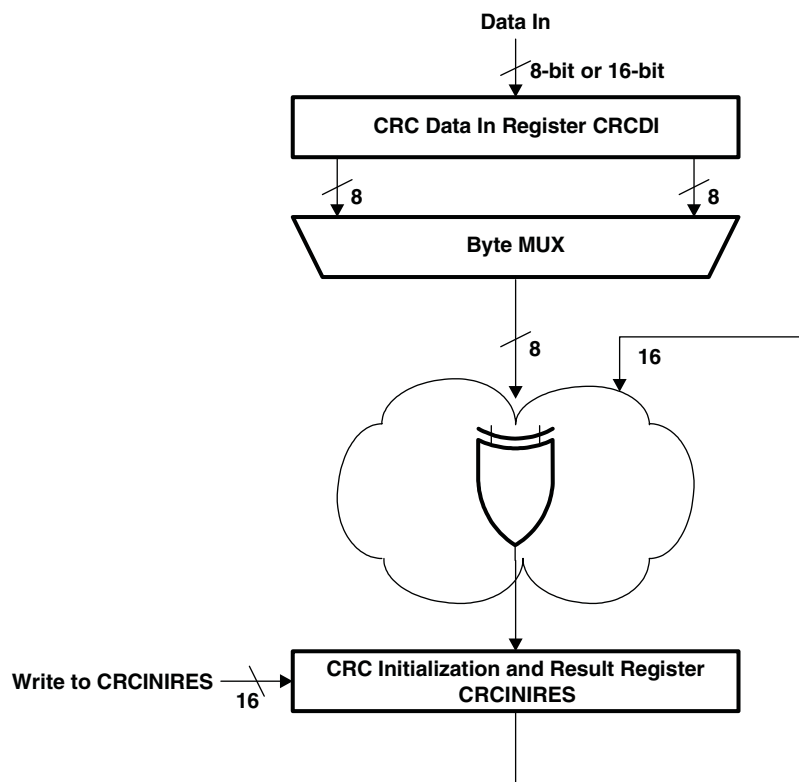 Data In
8-bit or 16-bit
CRC Data In Register CRCDI
8
8
Byte MUX
8
16
CRC Initialization and Result Register
CRCINIRES
Write to CRCINIRES
16